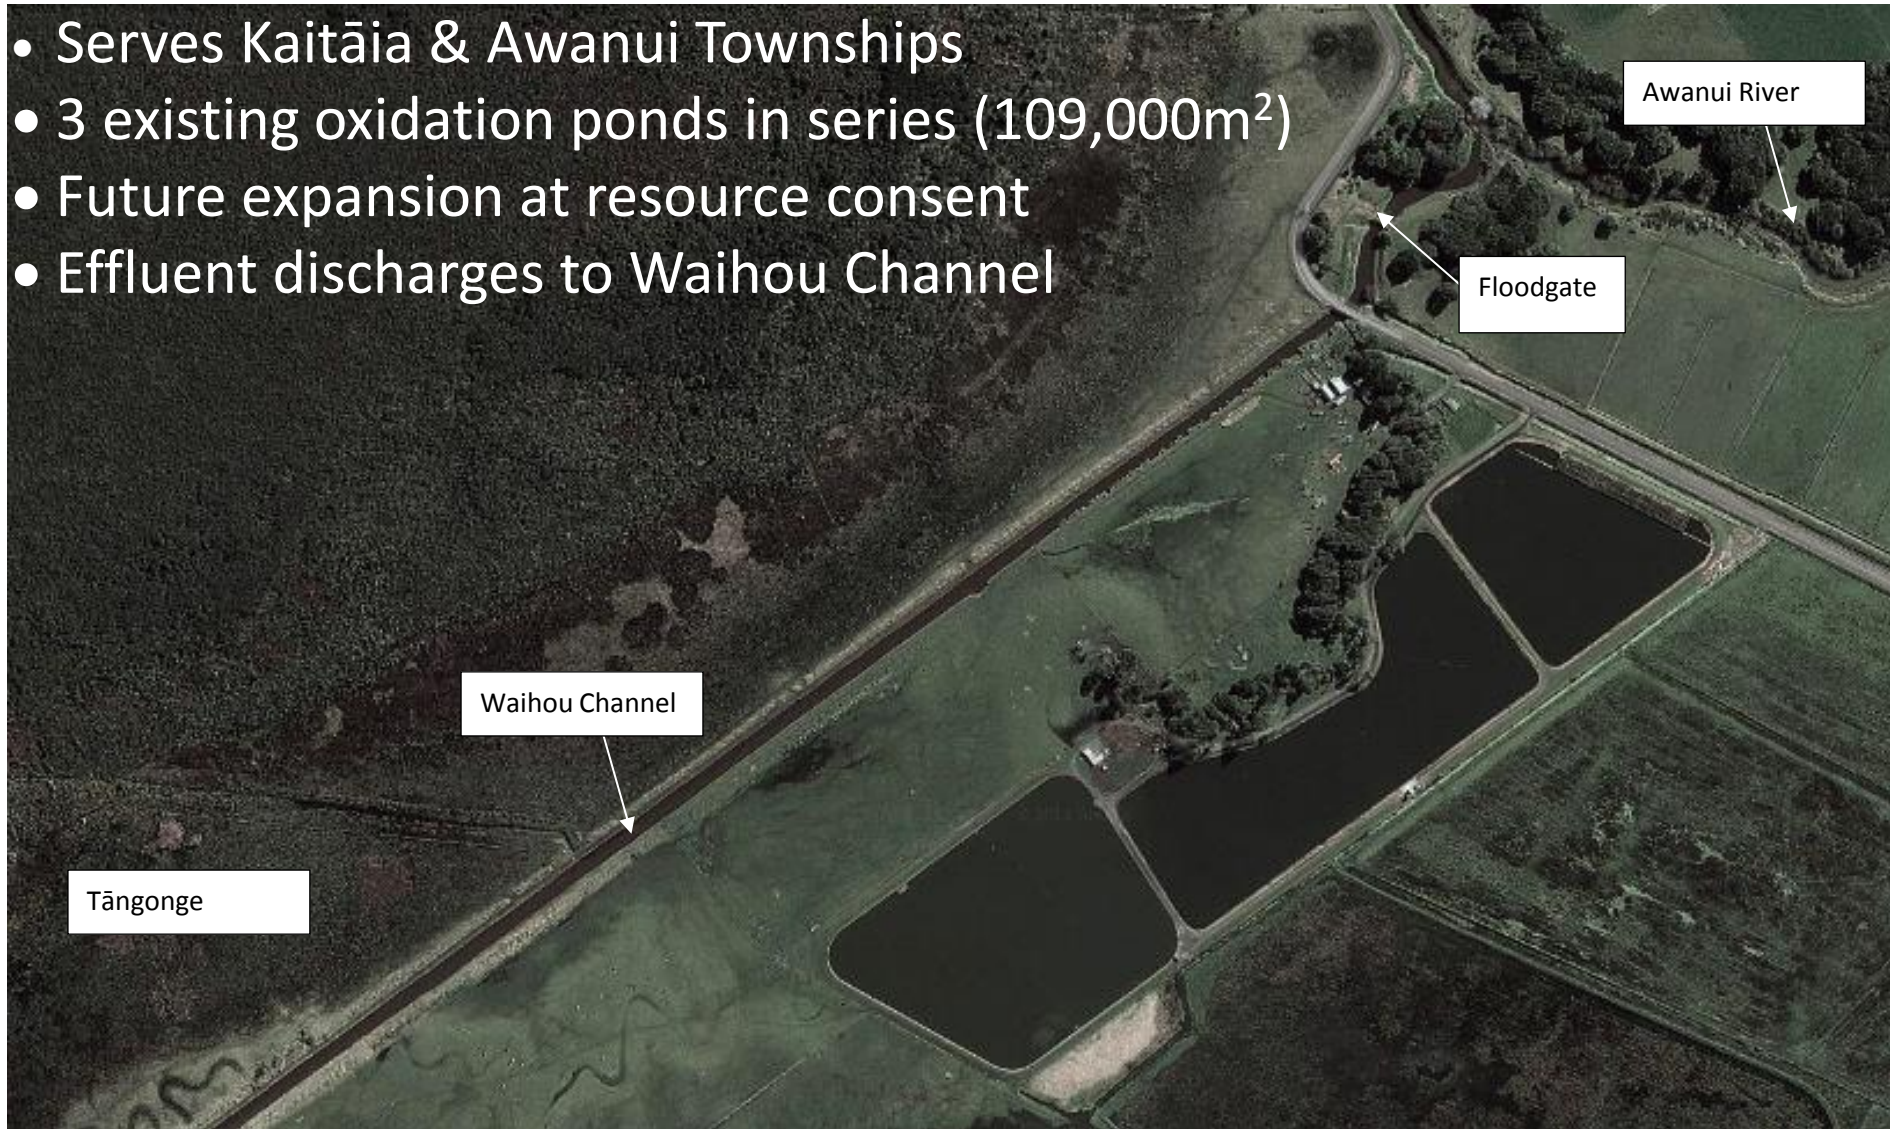 • Serves Kaitāia & Awanui Townships
• 3 existing oxidation ponds in series (109,000m²)
• Future expansion at resource consent
• Effluent discharges to Waihou Channel
Awanui River
Floodgate
Waihou Channel
Tāngonge